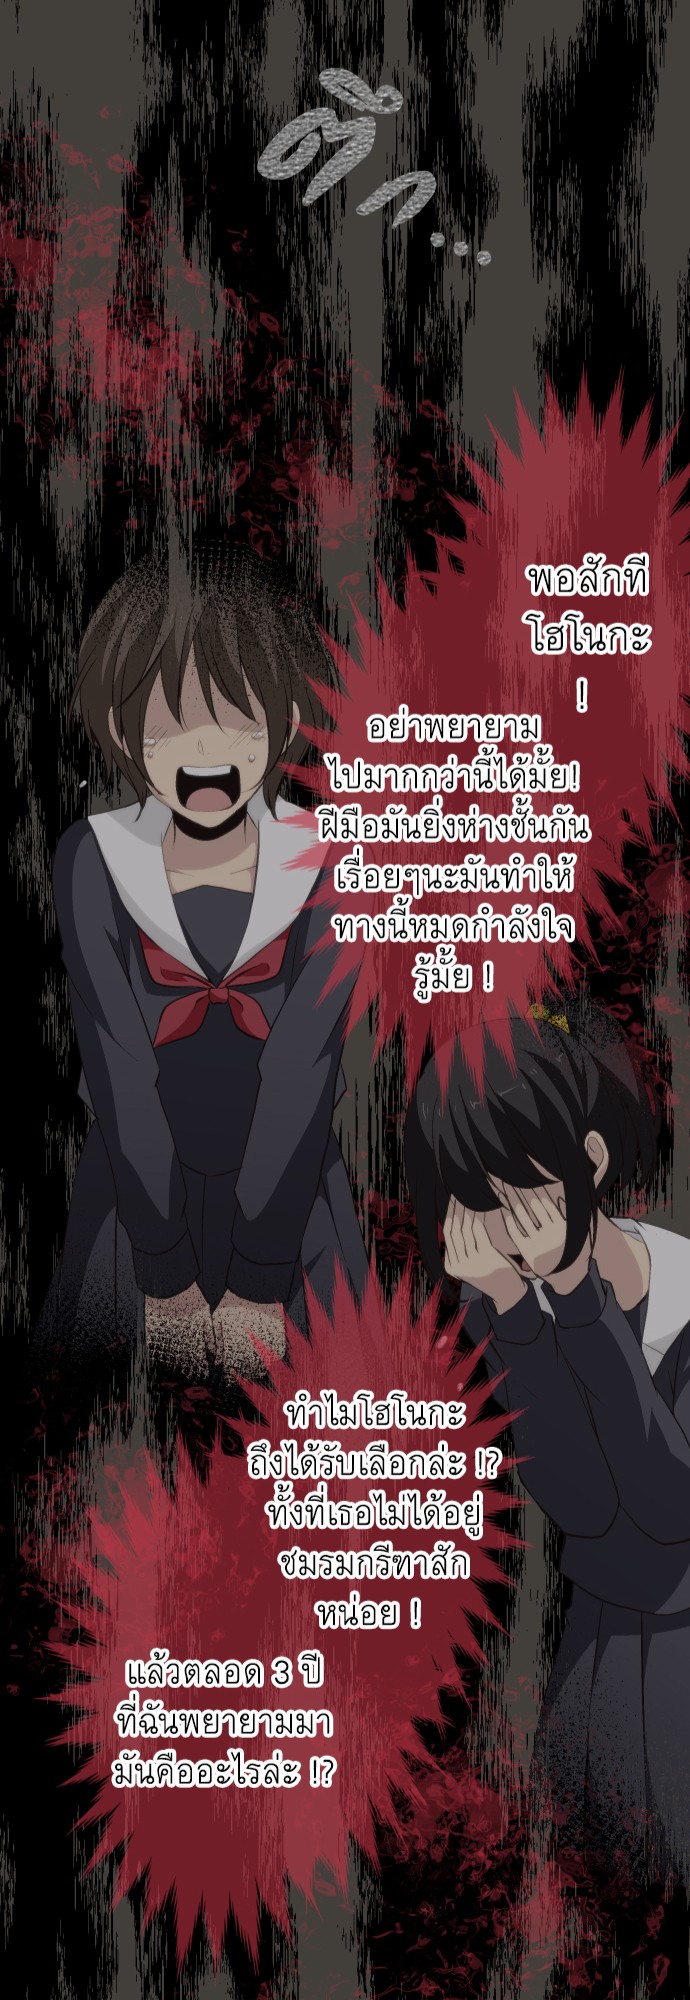 ตึก...
พอสักที
โฮโนกะ
!
อย่าพยายาม
ไปมากกว่านี้ได้มั้ย!
ฝีมือมันยิ่งห่างชั้นกัน
เรื่อยๆนะมันทำให้
ทางนี้หมดกำลังใจ
รู้มั้ย !
ทำไมโฮโนกะ
ถึงได้รับเลือกล่ะ !?
ทั้งที่เธอไม่ได้อยู่
ชมรมกรีฑาสัก
หน่อย !
แล้วตลอด 3 ปี
ที่ฉันพยายามมา
มันคืออะไรล่ะ !?